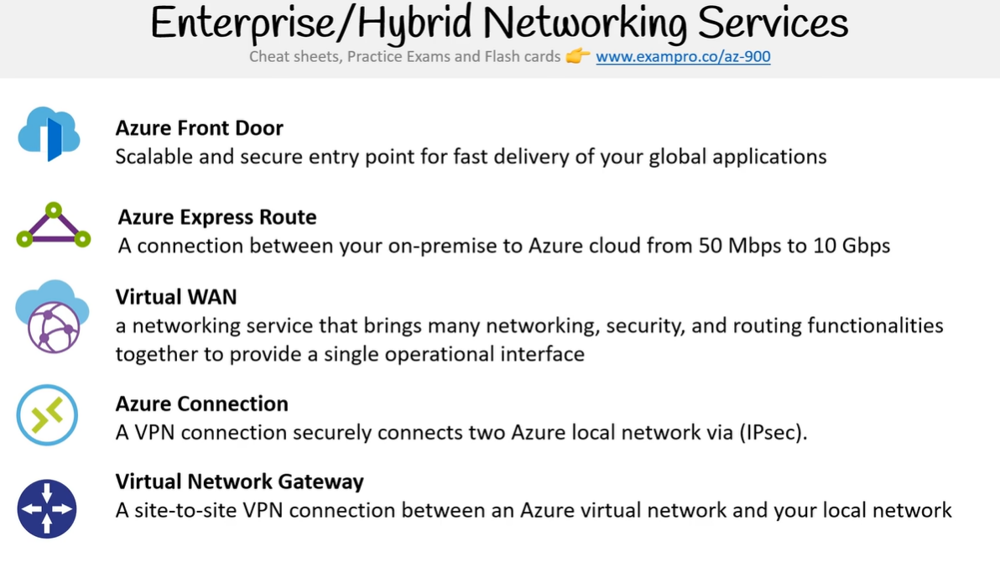 Enterprise/Hybrid Networking Services
Cheat sheets, Practice Exams and Flash cards 👉 www.exampro.co/az-900
Azure Front Door
Scalable and secure entry point for fast delivery of your global applications
Azure Express Route
A connection between your on-premise to Azure cloud from 50 Mbps to 10 Gbps
Virtual WAN
a networking service that brings many networking, security, and routing functionalities
together to provide a single operational interface
Azure Connection
A VPN connection securely connects two Azure local network via (IPsec).
Virtual Network Gateway
A site-to-site VPN connection between an Azure virtual network and your local network